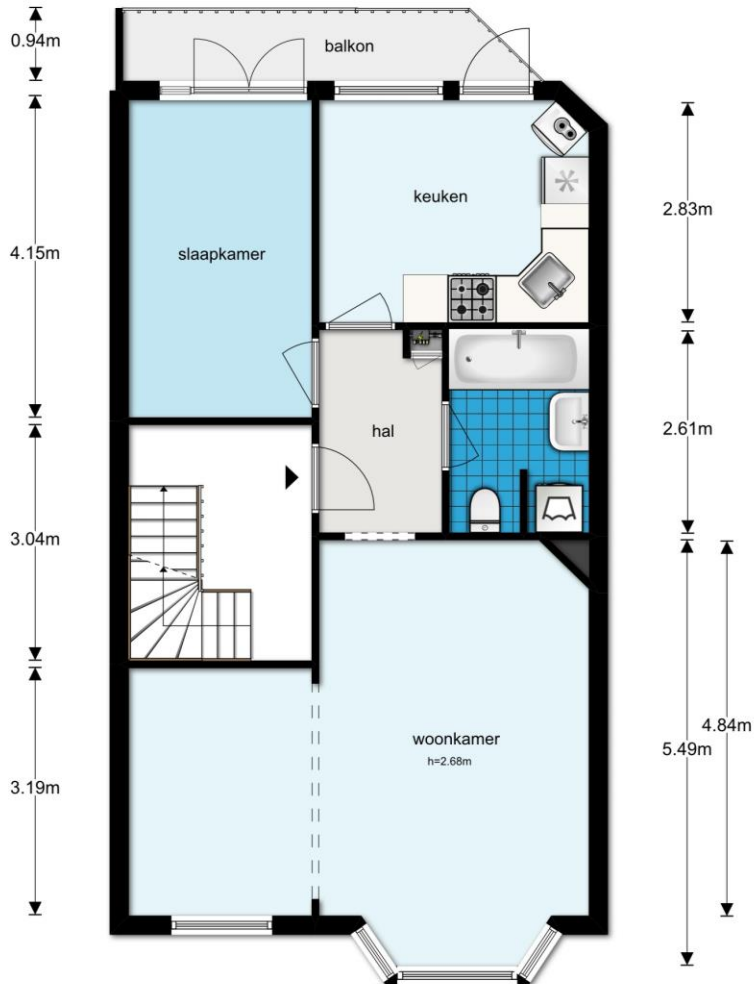 balkon
0.94m
keuken
2.83m
slaapkamer
4.15m
hal
2.61m
3.04m
woonkamer
h=2.68m
4.84m
5.49m
3.19m